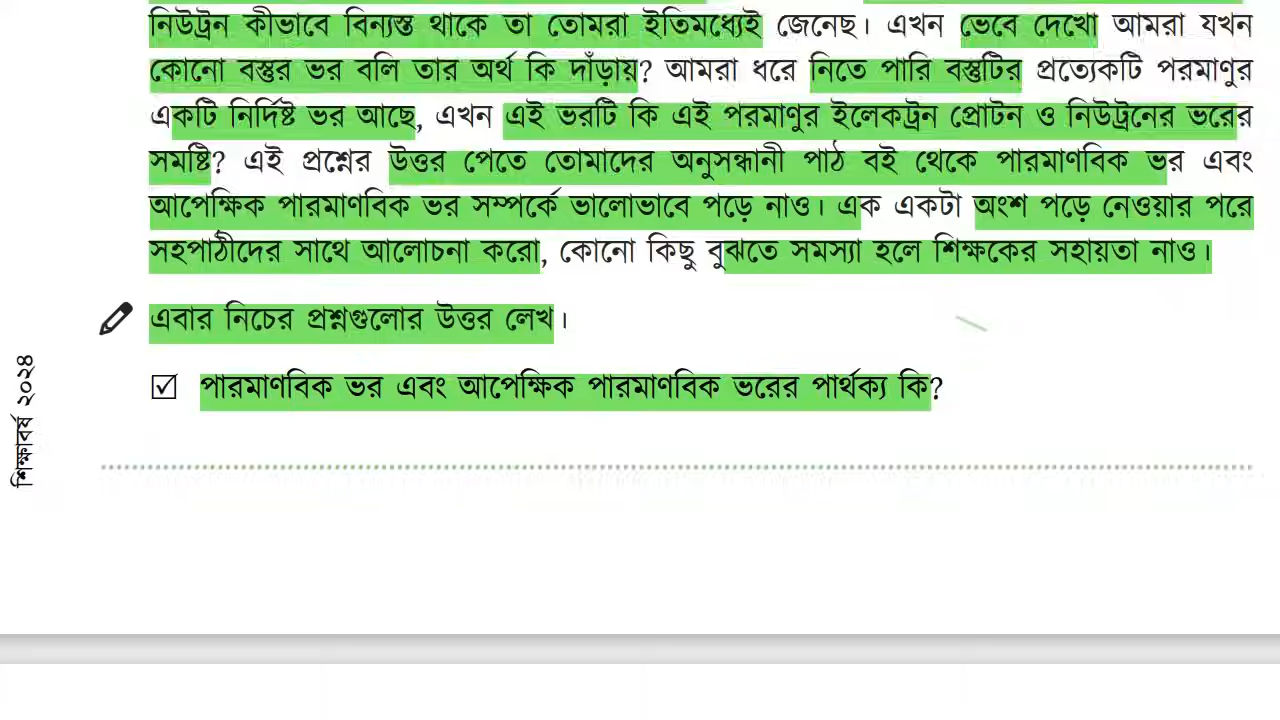 নিউট্রন কীভাবে বিন্যস্ত থাকে তা তোমরা ইতিমধ্যেই জেনেছ। এখন ভেবে দেখো আমরা যখন
কোনো বস্তুর ভর বলি তার অর্থ কি দাঁড়ায়? আমরা ধরে নিতে পারি বস্তুটির প্রত্যেকটি পরমাণুর
একটি নির্দিষ্ট ভর আছে, এখন এই ভরটি কি এই পরমাণুর ইলেকট্রন প্রোটন ও নিউট্রনের ভরের
সমষ্টি? এই প্রশ্নের উত্তর পেতে তোমাদের অনুসন্ধানী পাঠ বই থেকে পারমাণবিক ভর এবং
আপেক্ষিক পারমাণবিক ভর সম্পর্কে ভালোভাবে পড়ে নাও। এক একটা অংশ পড়ে নেওয়ার পরে
সহপাঠীদের সাথে আলোচনা করো, কোনো কিছু বুঝতে সমস্যা হলে শিক্ষকের সহায়তা নাও।
এবার নিচের প্রশ্নগুলোর উত্তর লেখ।
পারমাণবিক ভর এবং আপেক্ষিক পারমাণবিক ভরের পার্থক্য কি?
শিক্ষাবর্ষ ২০২৪